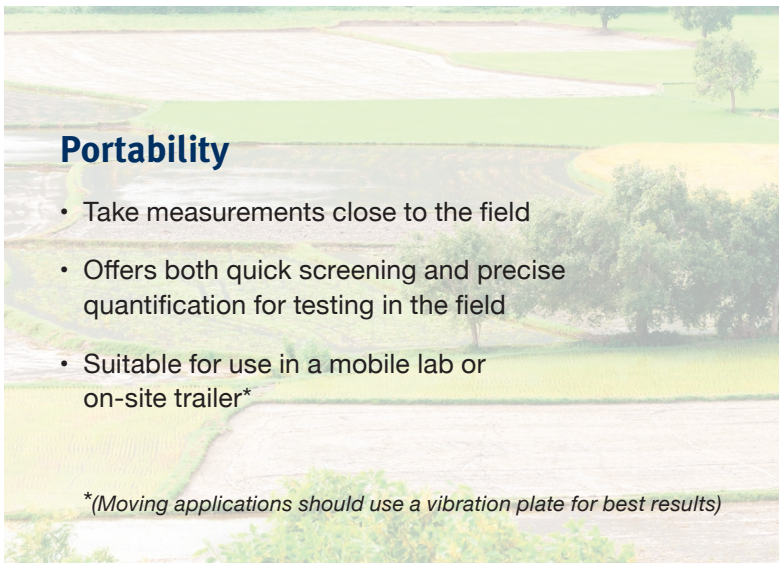 Portability
• Take measurements close to the field
• Offers both quick screening and precise
quantification for testing in the field
• Suitable for use in a mobile lab or
on-site trailer*
*(Moving applications should use a vibration plate for best results)